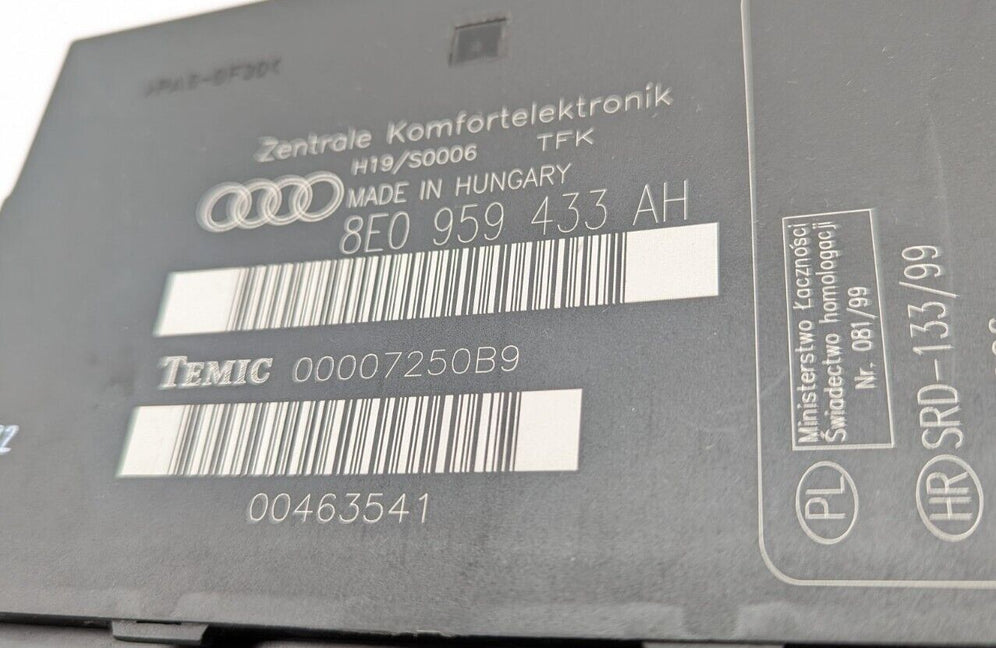 Zentrale Komfortelektronik
H19/S0006 TFK
MADE IN HUNGARY
8E0 959 433 AH
TEMIC 00007250B9
00463541
Ministerstwo Łączności
Świadectwo homologacji
Nr. 081/99
PL
HR SRD-133/99